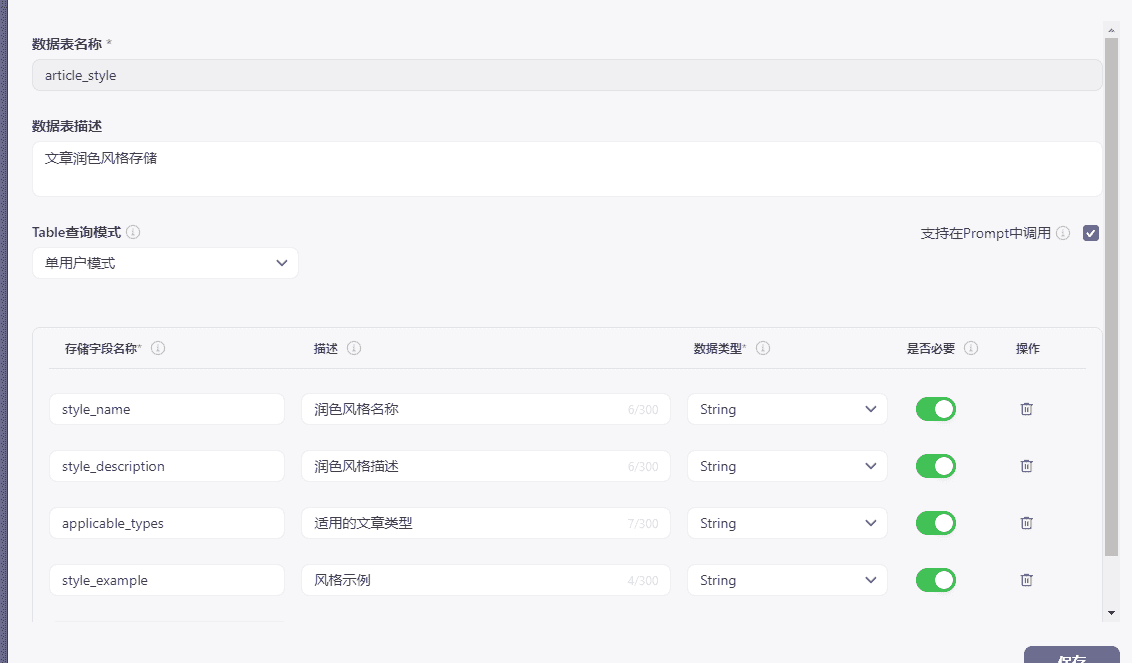 数据表名称 *
article_style
数据表描述
文章润色风格存储
Table查询模式
支持在Prompt中调用
单用户模式
存储字段名称* 描述 数据类型* 是否必要 操作
style_name 润色风格名称 6/300 String
style_description 润色风格描述 6/300 String
applicable_types 适用的文章类型 7/300 String
style_example 风格示例 4/300 String
保存